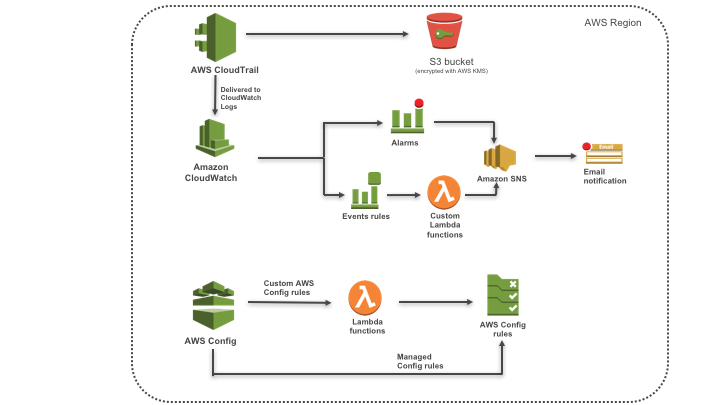 AWS Region
S3 bucket
(encrypted with AWS KMS)
AWS CloudTrail
Delivered to
CloudWatch
Logs
Alarms
Amazon
CloudWatch
Amazon SNS
Email
Email
notification
Events rules
Custom
Lambda
functions
Custom AWS
Config rules
Lambda
functions
AWS Config
rules
AWS Config
Managed
Config rules